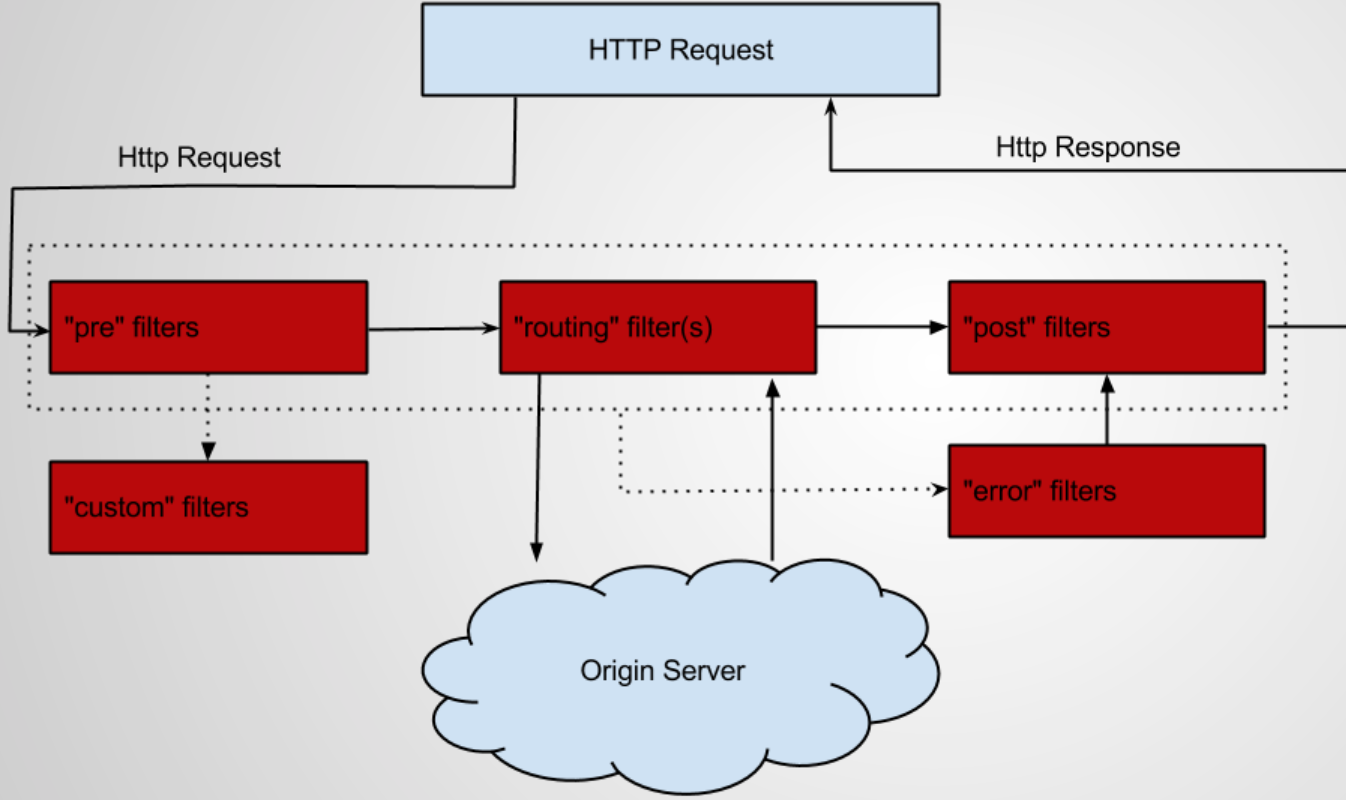 HTTP Request
Http Request
Http Response
"pre" filters
"routing" filter(s)
"post" filters
"custom" filters
"error" filters
Origin Server